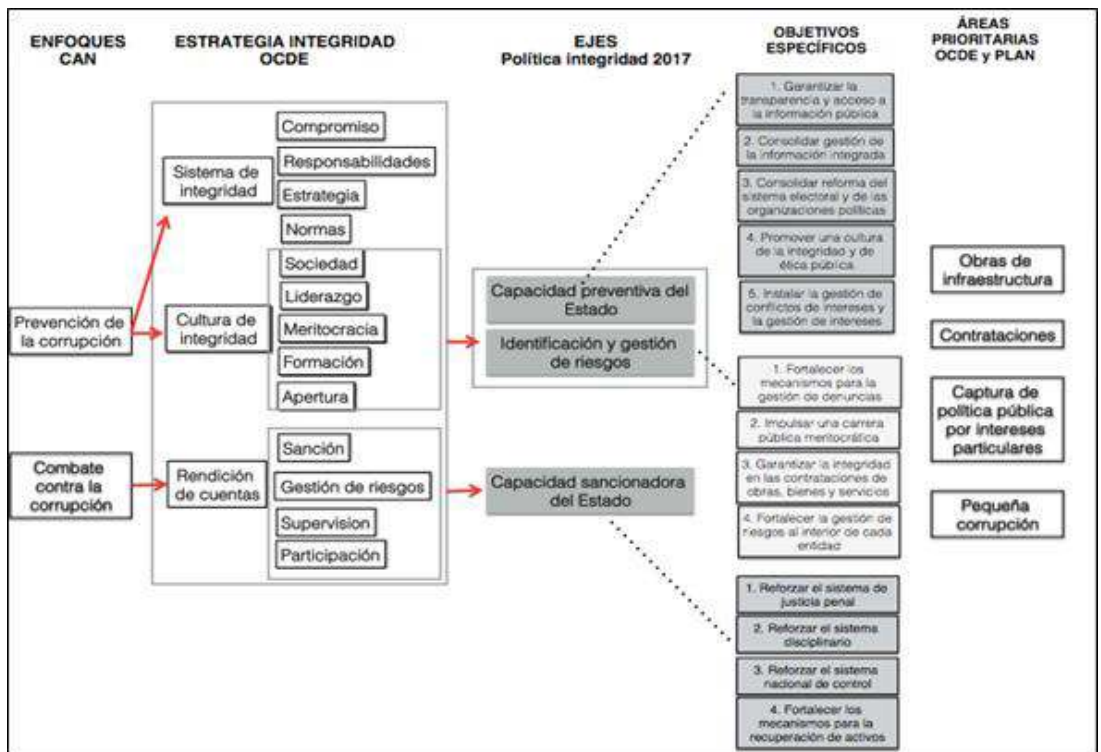 ENFOQUES
CAN
ESTRATEGIA INTEGRIDAD
OCDE
EJES
Política integridad 2017
OBJETIVOS
ESPECÍFICOS
ÁREAS
PRIORITARIAS
OCDE y PLAN
Prevención de
la corrupción
Combate
contra la
corrupción
Sistema de
integridad
Compromiso
Responsabilidades
Estrategia
Normas
Cultura de
integridad
Sociedad
Liderazgo
Meritocracia
Formación
Apertura
Rendición
de cuentas
Sanción
Gestión de riesgos
Supervision
Participación
Capacidad preventiva del
Estado
Identificación y gestión
de riesgos
Capacidad sancionadora
del Estado
1. Garantizar la
transparencia y acceso a
la información pública
2. Consolidar gestión de
la información integrada
3. Consolidar reforma del
sistema electoral y de las
organizaciones políticas
4. Promover una cultura
de la integridad y de
ética pública
5. Instalar la gestión de
conflictos de intereses y
la gestión de intereses
1. Fortalecer los
mecanismos para la
gestión de denuncias
2. Impulsar una carrera
pública meritocrática
3. Garantizar la integridad
en las contrataciones de
obras, bienes y servicios
4. Fortalecer la gestión de
riesgos al interior de cada
entidad
1. Reforzar el sistema de
justicia penal
2. Reforzar el sistema
disciplinario
3. Reforzar el sistema
nacional de control
4. Fortalecer los
mecanismos para la
recuperación de activos
Obras de
infraestructura
Contrataciones
Captura de
política pública
por intereses
particulares
Pequeña
corrupción